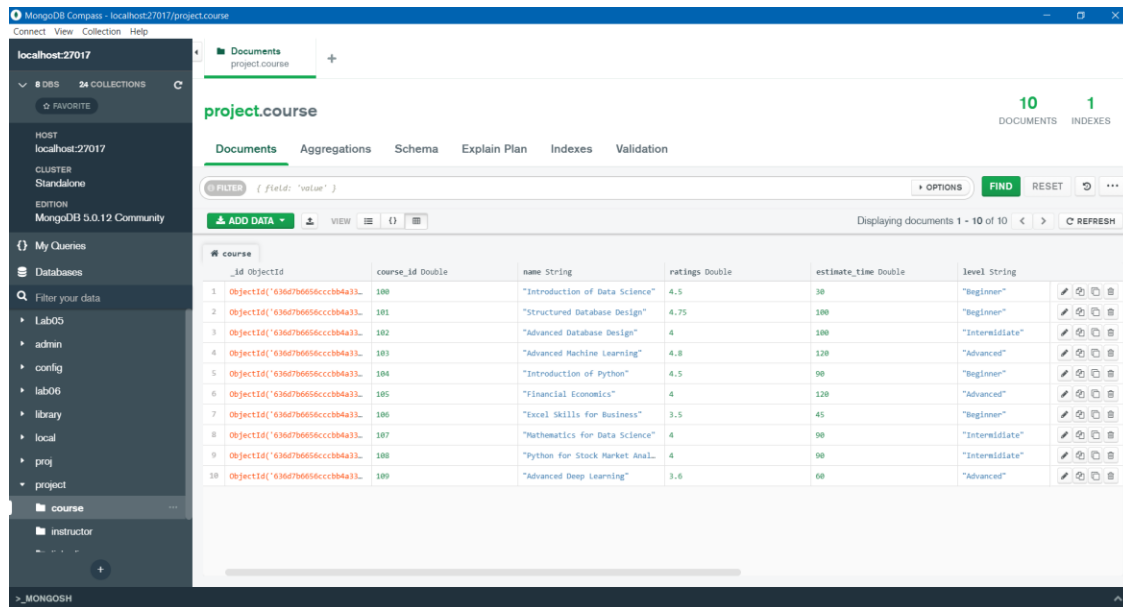 MongoDB Compass - localhost:27017/project.course
Connect View Collection Help
localhost:27017
8 DBS 24 COLLECTIONS
FAVORITE
HOST
localhost:27017
CLUSTER
Standalone
EDITION
MongoDB 5.0.12 Community
{} My Queries
Databases
Filter your data
Lab05
admin
config
lab06
library
local
proj
project
course
instructor
+
>_MONGOSH
Documents
project.course
+
project.course
10
DOCUMENTS
1
INDEXES
Documents Aggregations Schema Explain Plan Indexes Validation
FILTER { field: 'value' } OPTIONS FIND RESET ...
ADD DATA VIEW {} Displaying documents 1 - 10 of 10 < > REFRESH
course
_id ObjectId course_id Double name String ratings Double estimate_time Double level String
1 ObjectId('636d7b6656cccbb4a33… 100 "Introduction of Data Science" 4.5 30 "Beginner"
2 ObjectId('636d7b6656cccbb4a33… 101 "Structured Database Design" 4.75 100 "Beginner"
3 ObjectId('636d7b6656cccbb4a33… 102 "Advanced Database Design" 4 100 "Intermidiate"
4 ObjectId('636d7b6656cccbb4a33… 103 "Advanced Machine Learning" 4.8 120 "Advanced"
5 ObjectId('636d7b6656cccbb4a33… 104 "Introduction of Python" 4.5 90 "Beginner"
6 ObjectId('636d7b6656cccbb4a33… 105 "Financial Economics" 4 120 "Advanced"
7 ObjectId('636d7b6656cccbb4a33… 106 "Excel Skills for Business" 3.5 45 "Beginner"
8 ObjectId('636d7b6656cccbb4a33… 107 "Mathematics for Data Science" 4 90 "Intermidiate"
9 ObjectId('636d7b6656cccbb4a33… 108 "Python for Stock Market Anal… 4 90 "Intermidiate"
10 ObjectId('636d7b6656cccbb4a33… 109 "Advanced Deep Learning" 3.6 60 "Advanced"